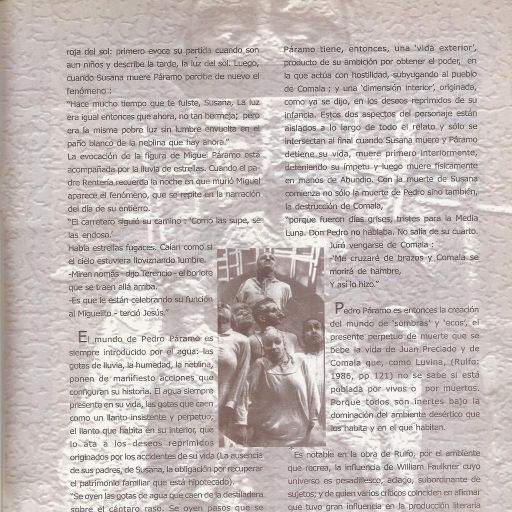 roja del sol: primero evoce su partida cuando son
aun niños y describe la tarde, la luz del sol. Luego,
cuando Susana muere Páramo percibe de nuevo el
fenómeno :
"Hace mucho tiempo que te fuiste, Susana, La luz
era igual entonces que ahora, no tan bermeja; pero
era la misma pobre luz sin lumbre envuelta en el
paño blanco de la neblina que hay ahora."
La evocación de la figura de Miguel Páramo está
acompañada por la lluvia de estrellas. Cuando el pa-
dre Rentería recuerda la noche en que murió Miguel
aparece el fenómeno, que se repite en la narración
del día de su entierro.
"El carretero siguió su camino : 'Como las supe, se
las endoso.'
Había estrellas fugaces. Caían como si
el cielo estuviera lloviznando lumbre.
-Miren nomás - dijo Terencio - el borlote
que se traen allá arriba.
-Es que le están celebrando su función
al Miguelito - terció Jesús."
El mundo de Pedro Páramo es
siempre introducido por el agua: las
gotas de lluvia, la humedad, la neblina,
ponen de manifiesto acciones que
configuran su historia. El agua siempre
presente en su vida, las gotas que caen
como un llanto insistente y perpetuo;
el llanto que habita en su interior, que
lo ata a los deseos reprimidos
originados por los accidentes de su vida (La ausencia
de sus padres, de Susana, la obligación por recuperar
el patrimonio familiar que está hipotecado).
"Se oyen las gotas de agua que caen de la destiladera
sobre el cántaro raso. Se oyen pasos que se
Páramo tiene, entonces, una 'vida exterior',
producto de su ambición por obtener el poder, en
la que actúa con hostilidad, subyugando al pueblo
de Comala ; y una 'dimensión interior', originada,
como ya se dijo, en los deseos reprimidos de su
infancia. Estos dos aspectos del personaje están
aislados a lo largo de todo el relato y sólo se
intersectan al final cuando Susana muere y Páramo
detiene su vida, muere primero interiormente,
deteniendo su ímpetu y luego muere físicamente
en manos de Abundio. Con la muerte de Susana
comienza no sólo la muerte de Pedro sino también,
la destrucción de Comala,
"porque fueron días grises, tristes para la Media
Luna. Don Pedro no hablaba. No salía de su cuarto.
Juró vengarse de Comala :
-Me cruzaré de brazos y Comala se
morirá de hambre,
Y así lo hizo."
Pedro Páramo es entonces la creación
del mundo de 'sombras' y 'ecos', el
presente perpetuo de muerte que se
bebe la vida de Juan Preciado y de
Comala que, como Luvina, (Rulfo;
1986, pp 121) no se sabe si está
poblada por vivos o por muertos.
Porque todos son inertes bajo la
dominación del ambiente desértico que
los habita y en el que habitan.
Es notable en la obra de Rulfo, por el ambiente
que recrea, la influencia de William Faulkner cuyo
universo es pesadillesco, aciago, subordinante de
sujetos; y de quien varios críticos coinciden en afirmar
que tuvo gran influencia en la producción literaria